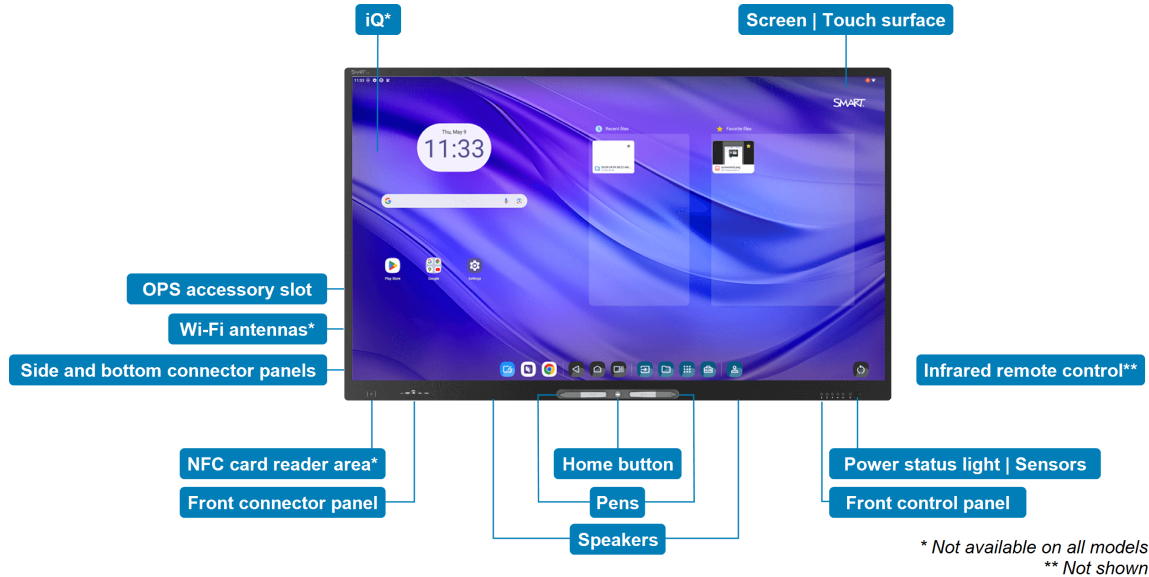 iQ*
Screen | Touch surface
SMART
11:33
SMART
Thu, May 9
11:33
Recent files
Favorite files
Play Store
Google
Settings
OPS accessory slot
Wi-Fi antennas*
Side and bottom connector panels
Infrared remote control**
NFC card reader area*
Home button
Power status light | Sensors
Front connector panel
Pens
Front control panel
Speakers
* Not available on all models
** Not shown